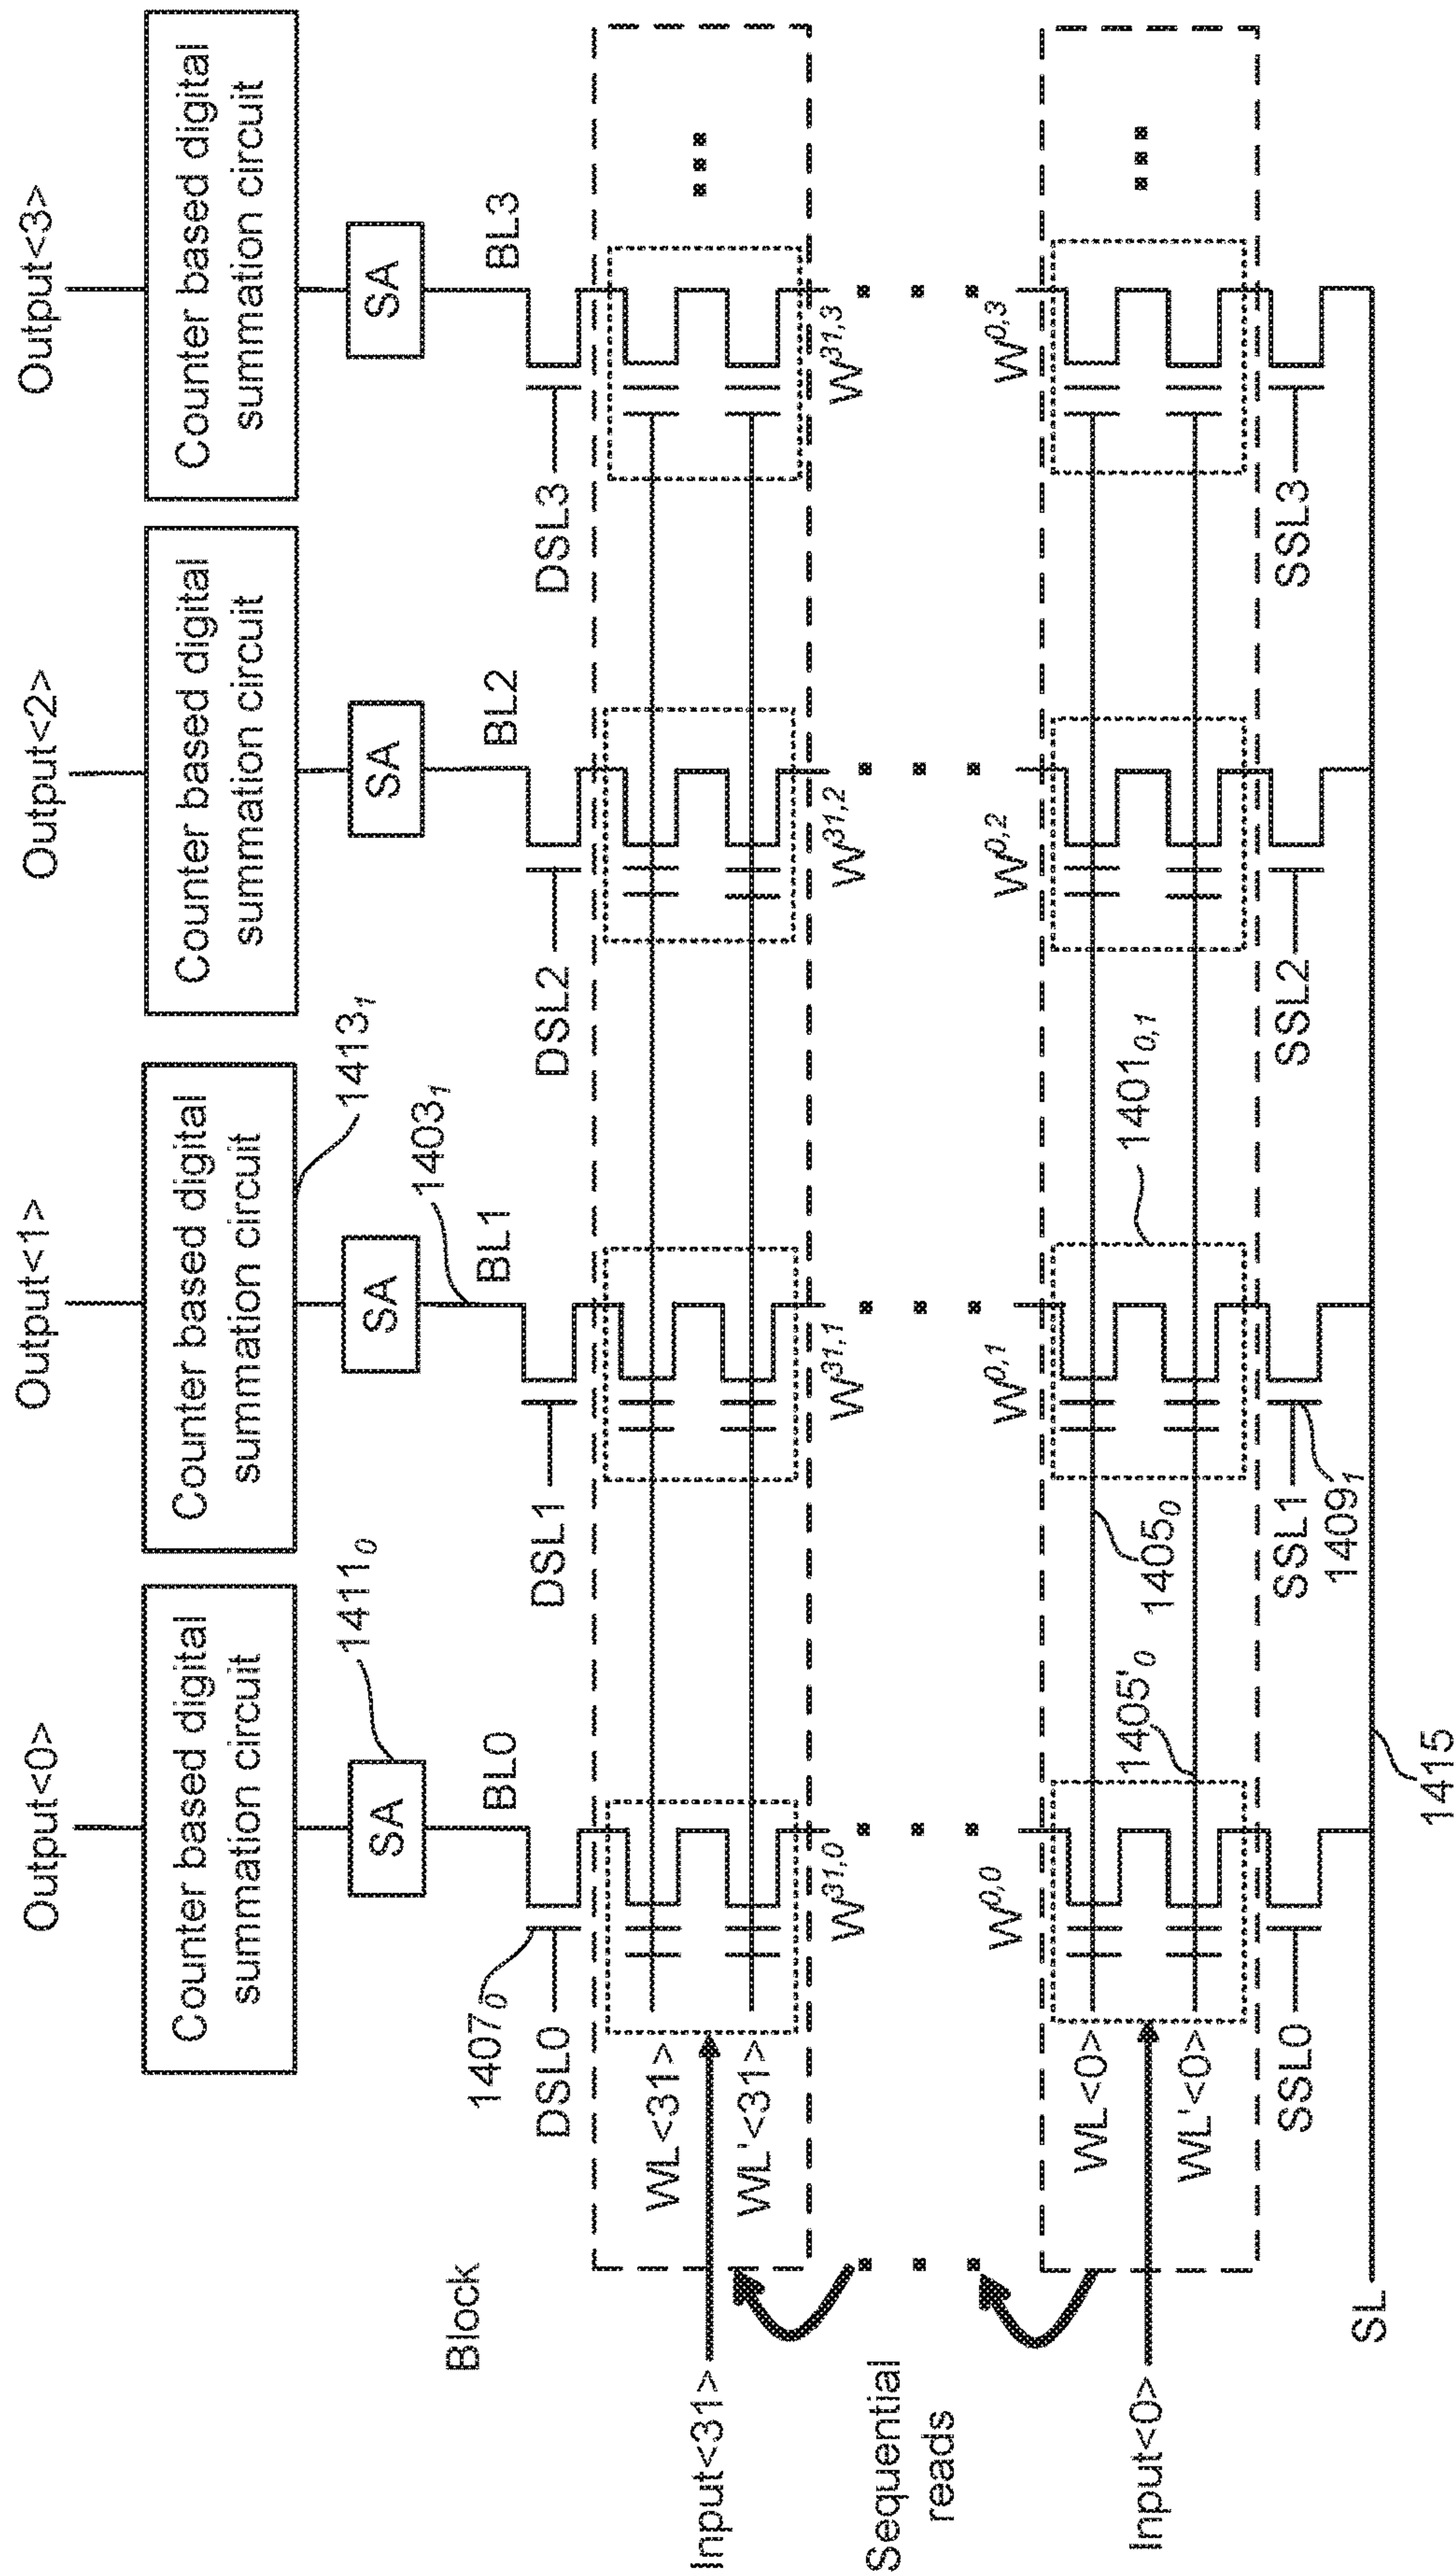 Output<0>
Output<1>
Output<2>
Output<3>
Counter based digital
summation circuit
Counter based digital
summation circuit
Counter based digital
summation circuit
Counter based digital
summation circuit
1411₀
1413₁
SA
SA
SA
SA
1403₁
Block
BL0
BL1
BL2
BL3
1407₀
DSL0
DSL1
DSL2
DSL3
WL<31>
Input<31>
WL'<31>
W³¹,⁰
W³¹,¹
W³¹,²
W³¹,³
Sequential
reads
W⁰,⁰
W⁰,¹
W⁰,²
W⁰,³
WL<0>
Input<0>
WL'<0>
1405'₀
1405₀
1401₀,₁
SSL0
SSL1
SSL2
SSL3
1409₁
SL
1415